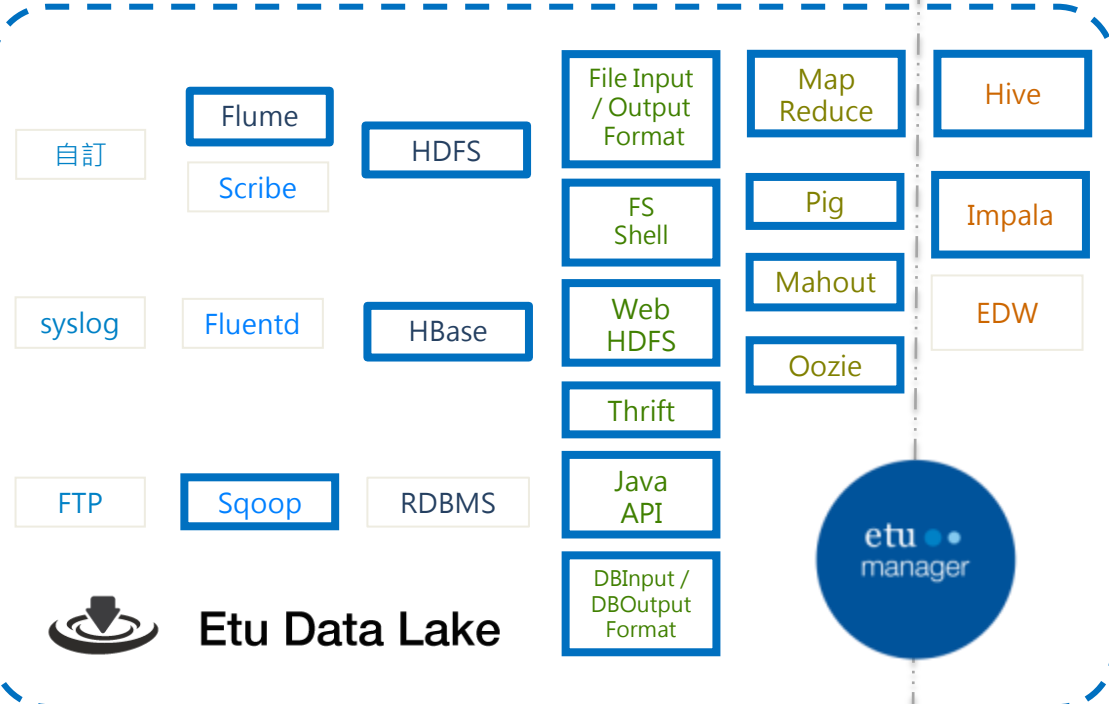 自訂
syslog
FTP
Flume
Scribe
Fluentd
Sqoop
HDFS
HBase
RDBMS
File Input
/ Output
Format
FS
Shell
Web
HDFS
Thrift
Java
API
DBInput /
DBOutput
Format
Map
Reduce
Pig
Mahout
Oozie
Hive
Impala
EDW
etu
manager
Etu Data Lake